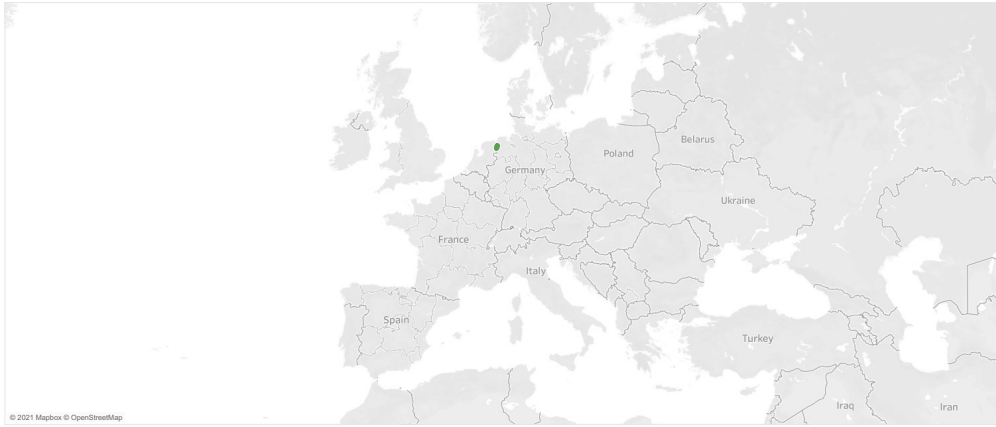 Belarus
Poland
Germany
Ukraine
France
Italy
Spain
Turkey
Iraq
Iran
© 2021 Mapbox © OpenStreetMap